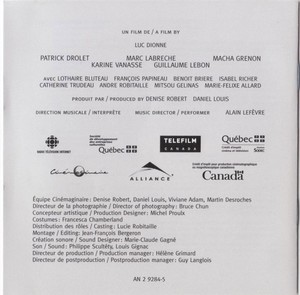 UN FILM DE / A FILM BY
LUC DIONNE
PATRICK DROLET MARC LABRECHE MACHA GRENON
KARINE VANASSE GUILLAUME LEBON
AVEC LOTHAIRE BLUTEAU FRANÇOIS PAPINEAU BENOIT BRIERE ISABEL RICHER
CATHERINE TRUDEAU ANDRE ROBITAILLE MITSOU GELINAS MARIE-FELIXE ALLARD
PRODUIT PAR / PRODUCED BY DENISE ROBERT DANIEL LOUIS
DIRECTION MUSICALE / INTERPRÈTE MUSIC DIRECTOR / PERFORMER ALAIN LEFÈVRE
Québec
TELEFILM
CANADA
Québec
Cinémaginaire
ALLIANCE
Canada
Équipe Cinémaginaire : Denise Robert, Daniel Louis, Viviane Adam, Martin Desroches
Directeur de la photographie / Director of photography: Bruce Chun
Concepteur artistique / Production Designer: Michel Proulx
Costumes: Francesca Chamberland
Distribution des rôles / Casting: Lucie Robitaille
Montage / Editing: Jean-François Bergeron
Création sonore / Sound Designer: Marie-Claude Gagné
Son / Sound: Philippe Scultéty, Louis Gignac
Directeur de production / Production manager: Hélène Grimard
Directeur de postproduction / Postproduction manager: Guy Langlois
AN 2 9284-5